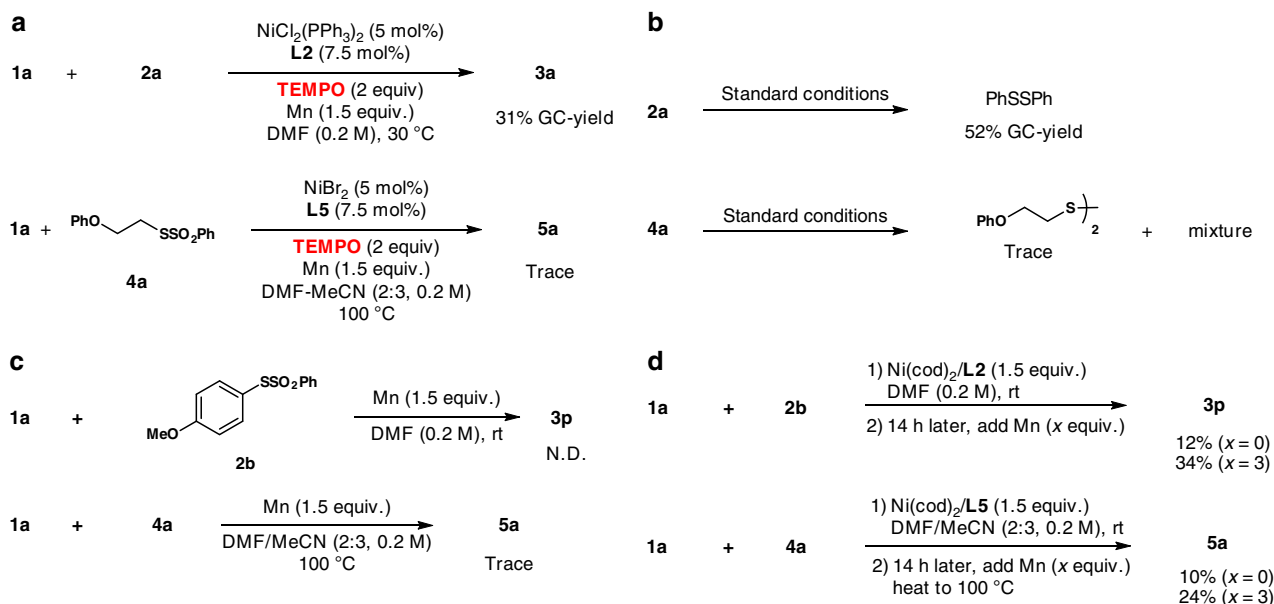 a
NiCl2(PPh3)2 (5 mol%)
L2 (7.5 mol%)
1a + 2a 3a
TEMPO (2 equiv)
Mn (1.5 equiv.)
DMF (0.2 M), 30 °C
31% GC-yield
NiBr2 (5 mol%)
L5 (7.5 mol%)
1a + PhO SSO2Ph 5a
4a
TEMPO (2 equiv)
Mn (1.5 equiv.)
DMF-MeCN (2:3, 0.2 M)
100 °C
Trace
b
2a Standard conditions PhSSPh
52% GC-yield
4a Standard conditions PhO S 2 + mixture
Trace
c
SSO2Ph
1a + MeO Mn (1.5 equiv.) 3p
DMF (0.2 M), rt
N.D.
2b
Mn (1.5 equiv.)
1a + 4a 5a
DMF/MeCN (2:3, 0.2 M)
100 °C
Trace
d
1) Ni(cod)2/L2 (1.5 equiv.)
DMF (0.2 M), rt
1a + 2b 3p
2) 14 h later, add Mn (x equiv.)
12% (x = 0)
34% (x = 3)
1) Ni(cod)2/L5 (1.5 equiv.)
DMF/MeCN (2:3, 0.2 M), rt
1a + 4a 5a
2) 14 h later, add Mn (x equiv.)
heat to 100 °C
10% (x = 0)
24% (x = 3)